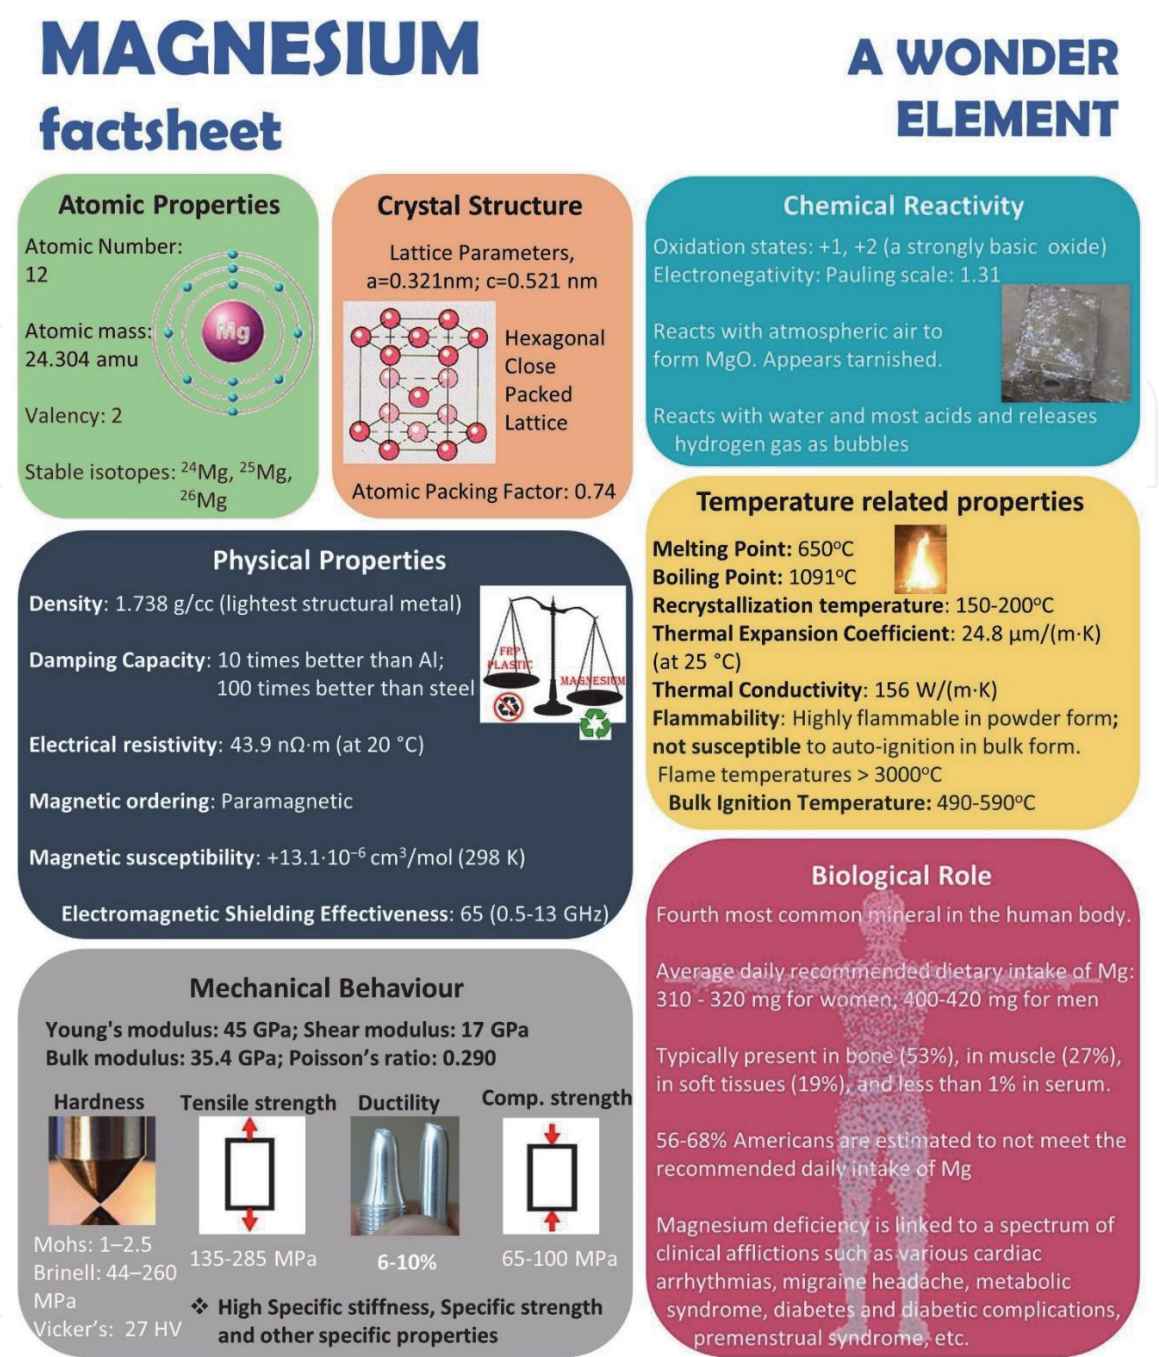 MAGNESIUM
factsheet
A WONDER
ELEMENT
Atomic Properties
Atomic Number:
12
Atomic mass:
24.304 amu
Mg
Valency: 2
Stable isotopes: ²⁴Mg, ²⁵Mg,
²⁶Mg
Crystal Structure
Lattice Parameters,
a=0.321nm; c=0.521 nm
Hexagonal
Close
Packed
Lattice
Atomic Packing Factor: 0.74
Chemical Reactivity
Oxidation states: +1, +2 (a strongly basic oxide)
Electronegativity: Pauling scale: 1.31
Reacts with atmospheric air to
form MgO. Appears tarnished.
Reacts with water and most acids and releases
hydrogen gas as bubbles
Physical Properties
Density: 1.738 g/cc (lightest structural metal)
Damping Capacity: 10 times better than Al;
100 times better than steel
FRP
PLASTIC
MAGNESIUM
Electrical resistivity: 43.9 nΩ·m (at 20 °C)
Magnetic ordering: Paramagnetic
Magnetic susceptibility: +13.1·10⁻⁶ cm³/mol (298 K)
Electromagnetic Shielding Effectiveness: 65 (0.5-13 GHz)
Temperature related properties
Melting Point: 650°C
Boiling Point: 1091°C
Recrystallization temperature: 150-200°C
Thermal Expansion Coefficient: 24.8 µm/(m·K)
(at 25 °C)
Thermal Conductivity: 156 W/(m·K)
Flammability: Highly flammable in powder form;
not susceptible to auto-ignition in bulk form.
Flame temperatures > 3000°C
Bulk Ignition Temperature: 490-590°C
Mechanical Behaviour
Young's modulus: 45 GPa; Shear modulus: 17 GPa
Bulk modulus: 35.4 GPa; Poisson's ratio: 0.290
Hardness
Mohs: 1–2.5
Brinell: 44–260
MPa
Vicker's: 27 HV
Tensile strength
135-285 MPa
Ductility
6-10%
Comp. strength
65-100 MPa
❖ High Specific stiffness, Specific strength
and other specific properties
Biological Role
Fourth most common mineral in the human body.
Average daily recommended dietary intake of Mg:
310 - 320 mg for women; 400-420 mg for men
Typically present in bone (53%), in muscle (27%),
in soft tissues (19%), and less than 1% in serum.
56-68% Americans are estimated to not meet the
recommended daily intake of Mg
Magnesium deficiency is linked to a spectrum of
clinical afflictions such as various cardiac
arrhythmias, migraine headache, metabolic
syndrome, diabetes and diabetic complications,
premenstrual syndrome, etc.